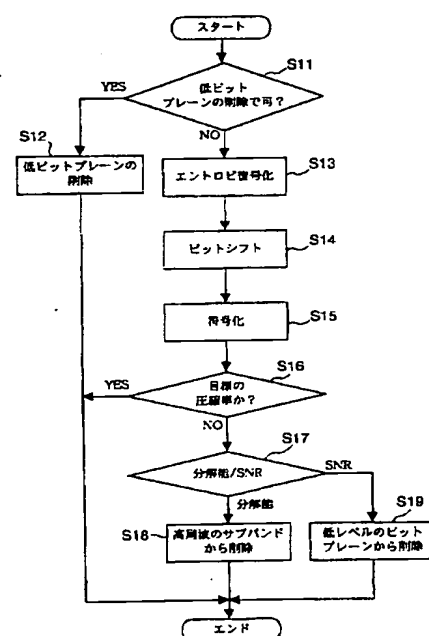 スタート
S11
低ビット
プレーンの削除で可？
YES
NO
S12
低ビットプレーンの
削除
エントロピ復号化
S13
ビットシフト
S14
符号化
S15
目標の
圧縮率か？
S16
YES
NO
S17
分解能/SNR
SNR
分解能
S18
高周波のサブバンド
から削除
S19
低レベルのビット
プレーンから削除
エンド